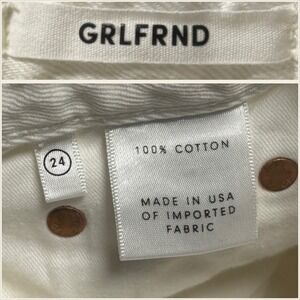 GRLFRND
24
100% COTTON
MADE IN USA
OF IMPORTED
FABRIC